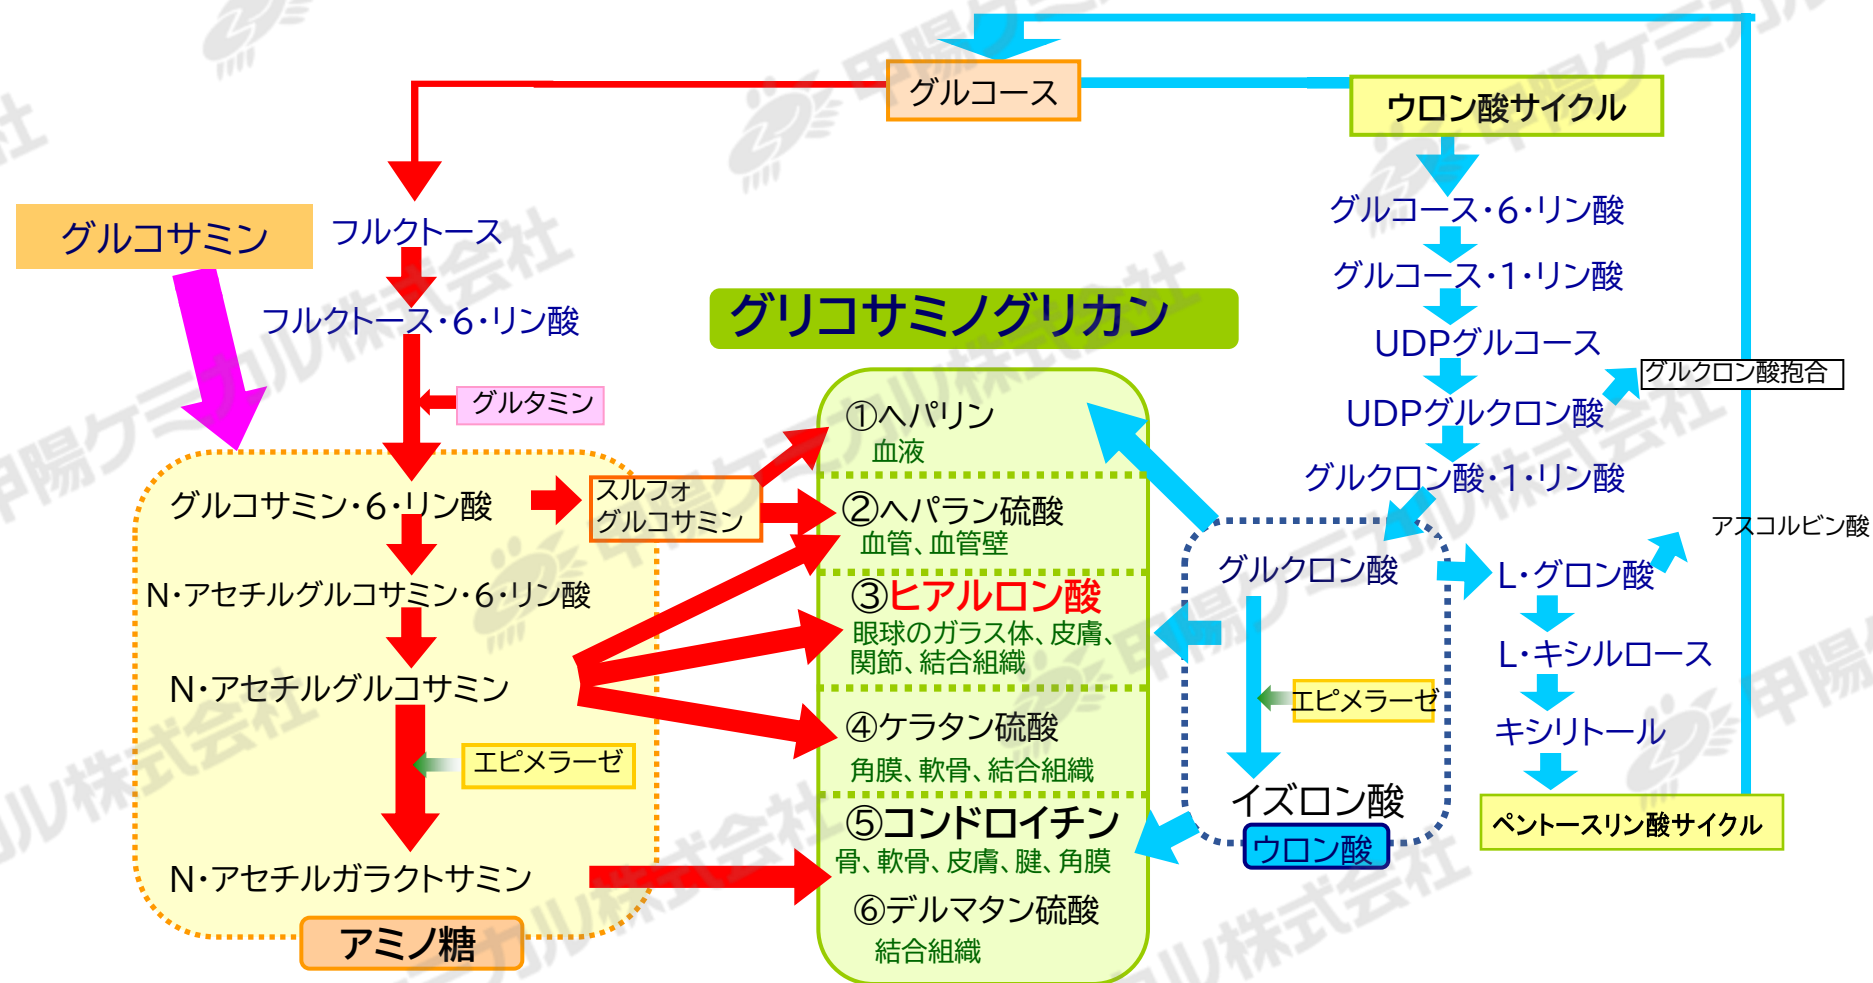 グルコース
ウロン酸サイクル
グルコサミン
フルクトース
フルクトース・6・リン酸
グルタミン
グルコサミン・6・リン酸
スルフォ
グルコサミン
N・アセチルグルコサミン・6・リン酸
N・アセチルグルコサミン
エピメラーゼ
N・アセチルガラクトサミン
アミノ糖
グリコサミノグリカン
①ヘパリン
血液
②ヘパラン硫酸
血管、血管壁
③ヒアルロン酸
眼球のガラス体、皮膚、
関節、結合組織
④ケラタン硫酸
角膜、軟骨、結合組織
⑤コンドロイチン
骨、軟骨、皮膚、腱、角膜
⑥デルマタン硫酸
結合組織
グルコース・6・リン酸
グルコース・1・リン酸
UDPグルコース
UDPグルクロン酸
グルクロン酸抱合
グルクロン酸・1・リン酸
グルクロン酸
エピメラーゼ
イズロン酸
ウロン酸
アスコルビン酸
L・グロン酸
L・キシルロース
キシリトール
ペントースリン酸サイクル
甲陽ケミカル株式会社